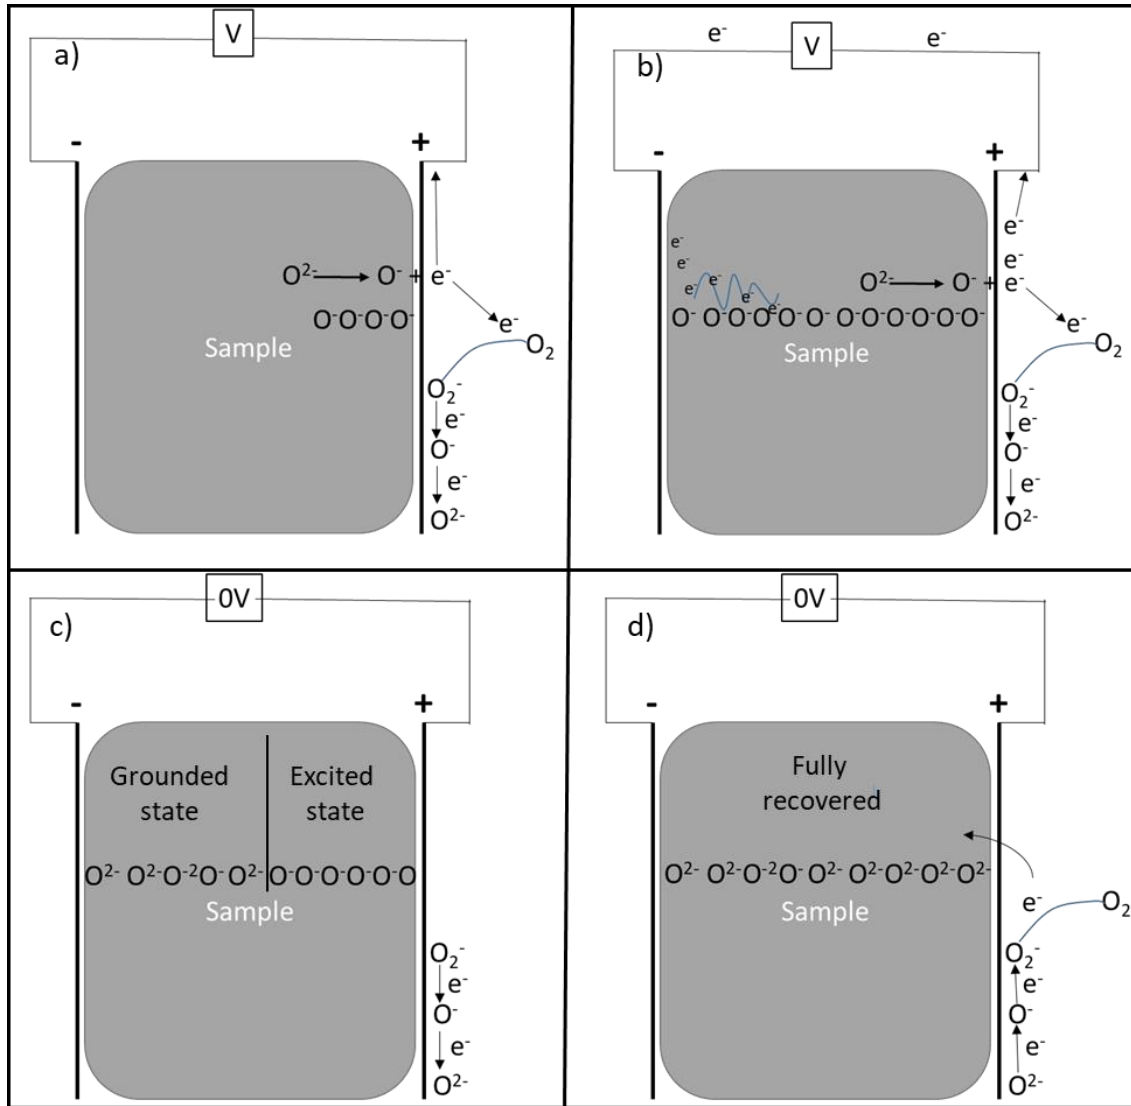 V
a)
- +
O²⁻ → O⁻ + e⁻
O⁻O⁻O⁻O⁻
e⁻
O₂
Sample
O₂⁻
e⁻
O⁻
e⁻
O²⁻
e⁻ V e⁻
b)
- +
e⁻
e⁻
e⁻
e⁻
O²⁻ → O⁻ + e⁻
e⁻ e⁻ e⁻ e⁻
O⁻ O⁻O⁻O⁻O⁻ O⁻ O⁻O⁻O⁻O⁻O⁻O⁻
e⁻
O₂
Sample
O₂⁻
e⁻
O⁻
e⁻
O²⁻
0V
c)
- +
Grounded
state
Excited
state
O²⁻ O²⁻O⁻²O⁻ O²⁻O⁻O⁻O⁻O⁻O⁻O
Sample
O₂⁻
e⁻
O⁻
e⁻
O²⁻
0V
d)
- +
Fully
recovered
O²⁻ O²⁻O⁻²O⁻ O²⁻ O²⁻O²⁻O²⁻O²⁻
Sample
e⁻
O₂
O₂⁻
e⁻
O⁻
e⁻
O²⁻